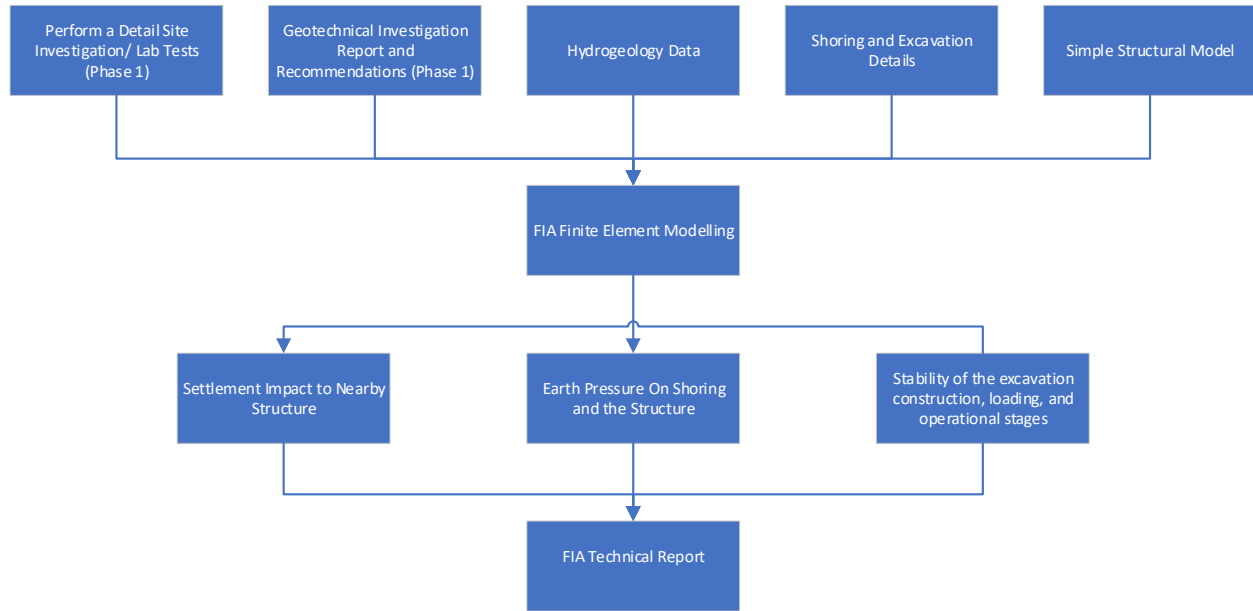 Perform a Detail Site
Investigation/ Lab Tests
(Phase 1)
Geotechnical Investigation
Report and
Recommendations (Phase 1)
Hydrogeology Data
Shoring and Excavation
Details
Simple Structural Model
FIA Finite Element Modelling
Settlement Impact to Nearby
Structure
Earth Pressure On Shoring
and the Structure
Stability of the excavation
construction, loading, and
operational stages
FIA Technical Report